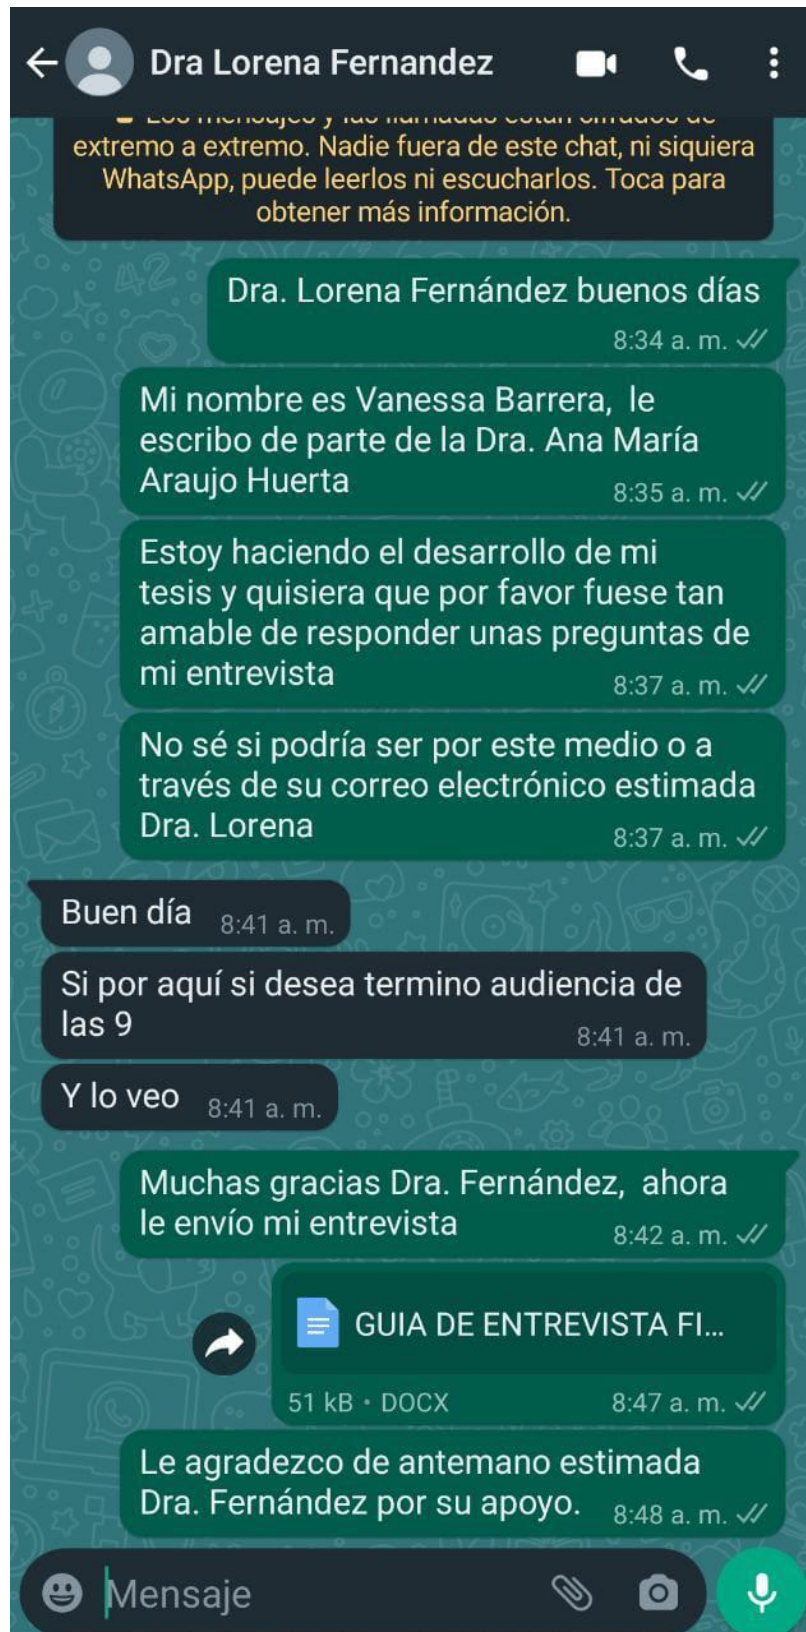 Dra Lorena Fernandez
extremo a extremo. Nadie fuera de este chat, ni siquiera
WhatsApp, puede leerlos ni escucharlos. Toca para
obtener más información.
Dra. Lorena Fernández buenos días
8:34 a. m.
Mi nombre es Vanessa Barrera, le
escribo de parte de la Dra. Ana María
Araujo Huerta
8:35 a. m.
Estoy haciendo el desarrollo de mi
tesis y quisiera que por favor fuese tan
amable de responder unas preguntas de
mi entrevista
8:37 a. m.
No sé si podría ser por este medio o a
través de su correo electrónico estimada
Dra. Lorena
8:37 a. m.
Buen día 8:41 a. m.
Si por aquí si desea termino audiencia de
las 9
8:41 a. m.
Y lo veo 8:41 a. m.
Muchas gracias Dra. Fernández, ahora
le envío mi entrevista
8:42 a. m.
GUIA DE ENTREVISTA FI...
51 kB • DOCX 8:47 a. m.
Le agradezco de antemano estimada
Dra. Fernández por su apoyo.
8:48 a. m.
Mensaje